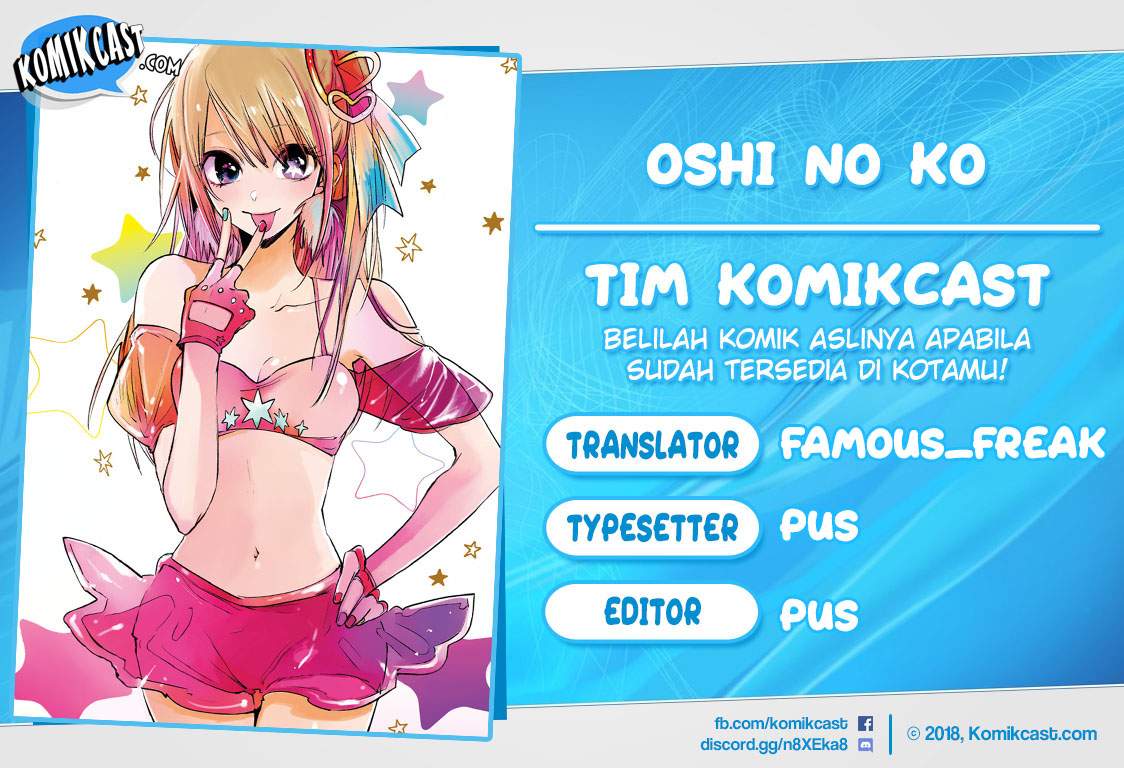 KOMIKCAST.COM
OSHI NO KO
TIM KOMIKCAST
BELILAH KOMIK ASLINYA APABILA
SUDAH TERSEDIA DI KOTAMU!
TRANSLATOR FAMOUS_FREAK
TYPESETTER PUS
EDITOR PUS
fb.com/komikcast
discord.gg/n8XEka8
© 2018, Komikcast.com